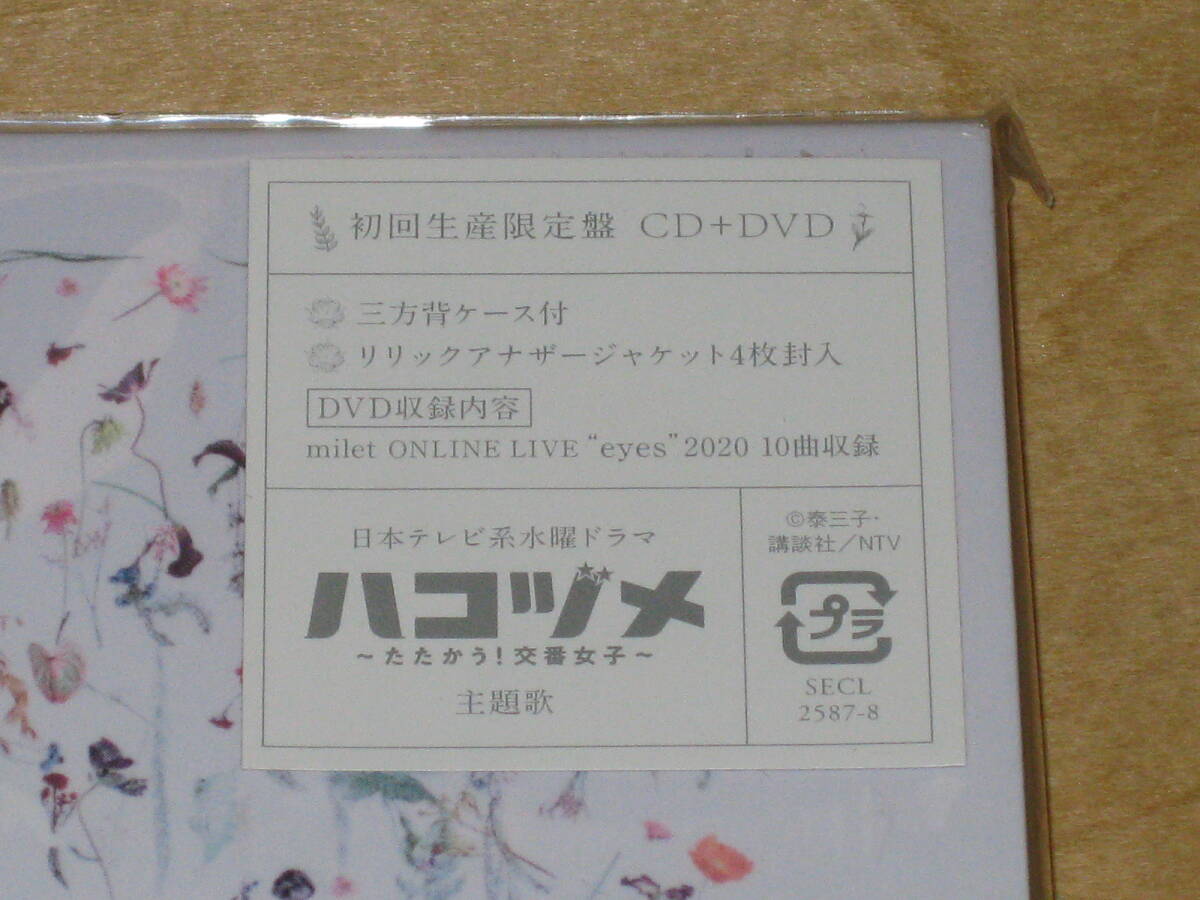 初回生産限定盤 CD+DVD
三方背ケース付
リリックアナザージャケット4枚封入
DVD収録内容
milet ONLINE LIVE “eyes” 2020 10曲収録
日本テレビ系水曜ドラマ
ハコヅメ
～たたかう!交番女子～
主題歌
©泰三子・
講談社/NTV
プラ
SECL
2587-8